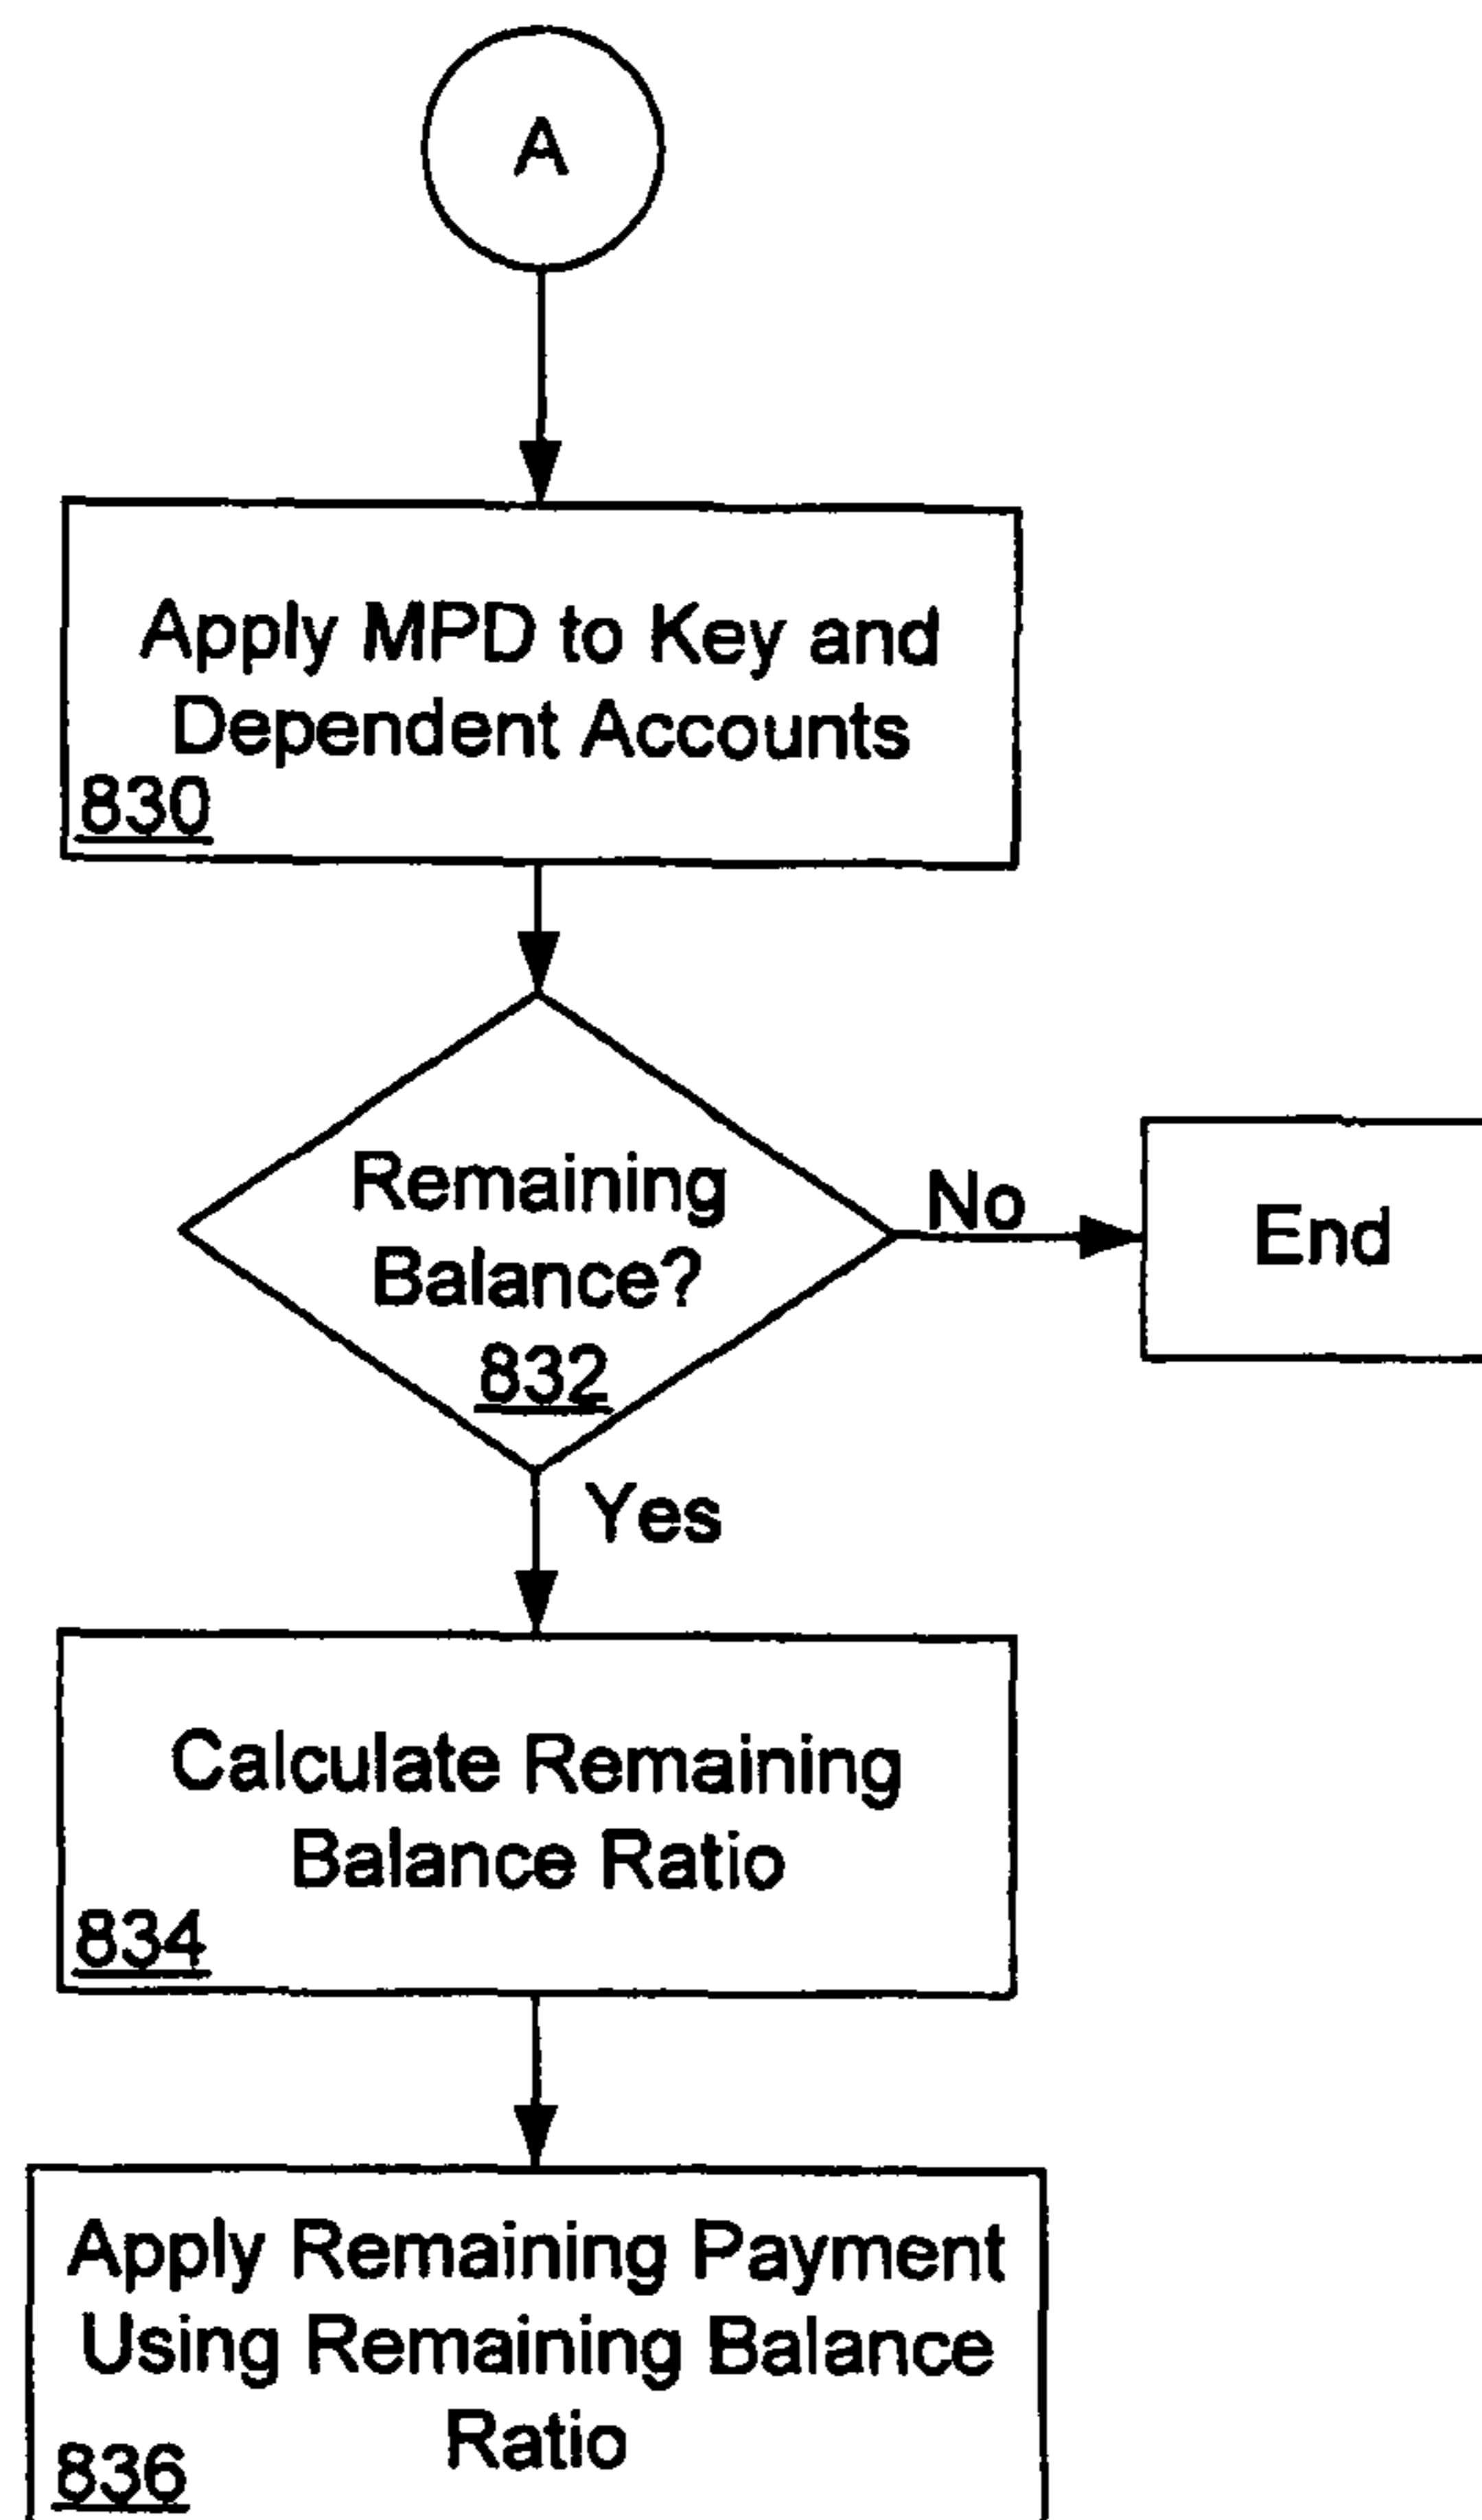 A
Apply MPD to Key and
Dependent Accounts
830
Remaining
Balance?
832
No
End
Yes
Calculate Remaining
Balance Ratio
834
Apply Remaining Payment
Using Remaining Balance
Ratio
836